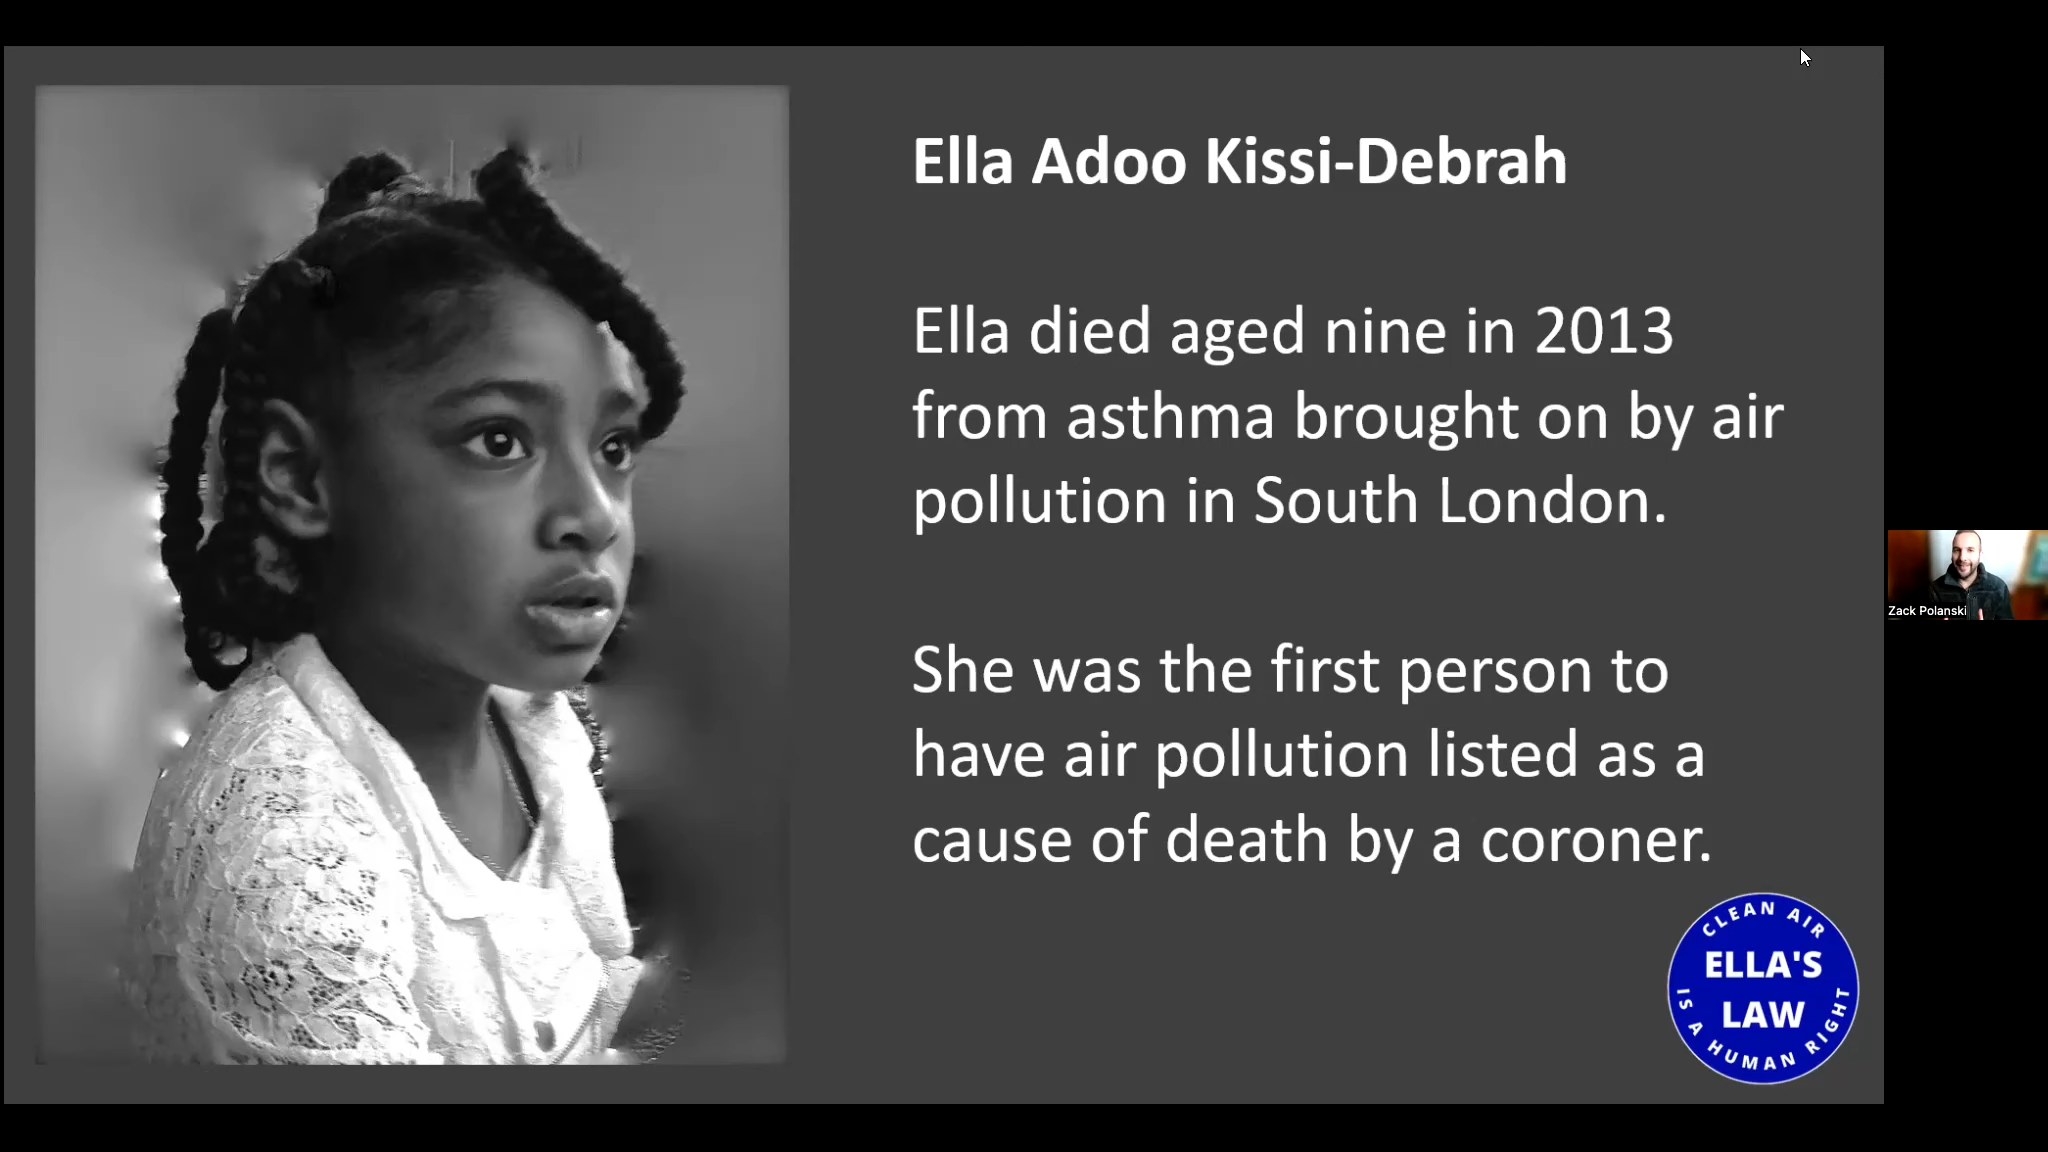 Ella Adoo Kissi-Debrah
Ella died aged nine in 2013
from asthma brought on by air
pollution in South London.
She was the first person to
have air pollution listed as a
cause of death by a coroner.
CLEAN AIR
ELLA'S
LAW
IS A HUMAN RIGHT
Zack Polanski